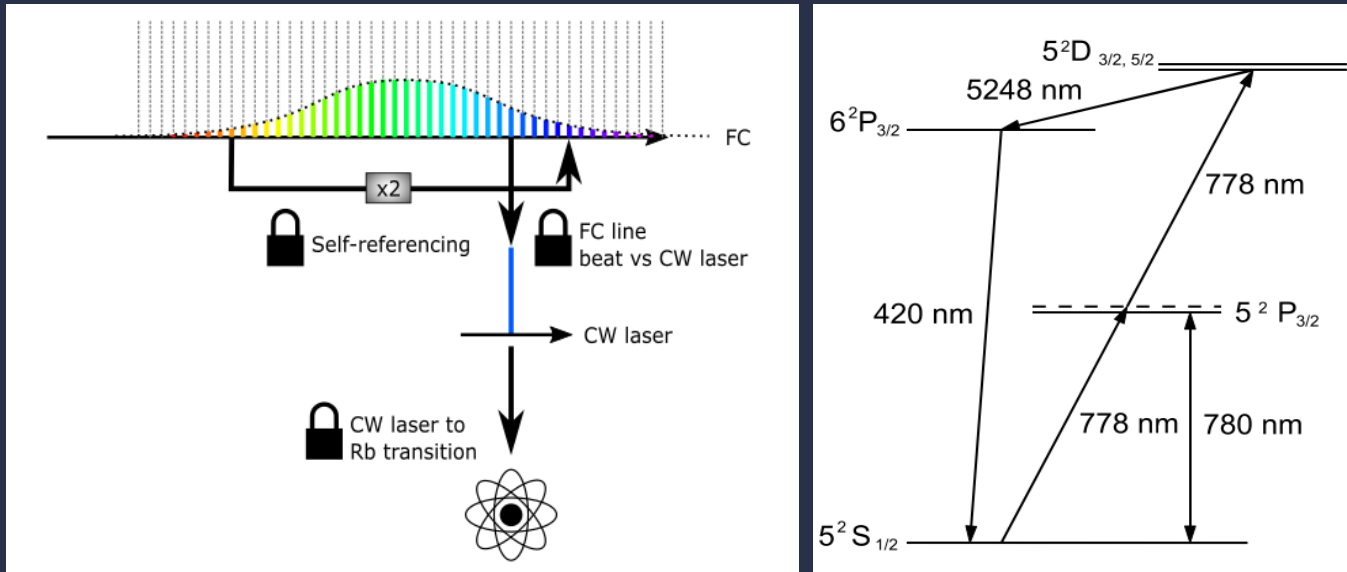 FC
x2
Self-referencing
FC line
beat vs CW laser
CW laser
CW laser to
Rb transition
5²D 3/2, 5/2
5248 nm
6²P3/2
778 nm
420 nm
5² P3/2
778 nm
780 nm
5²S 1/2